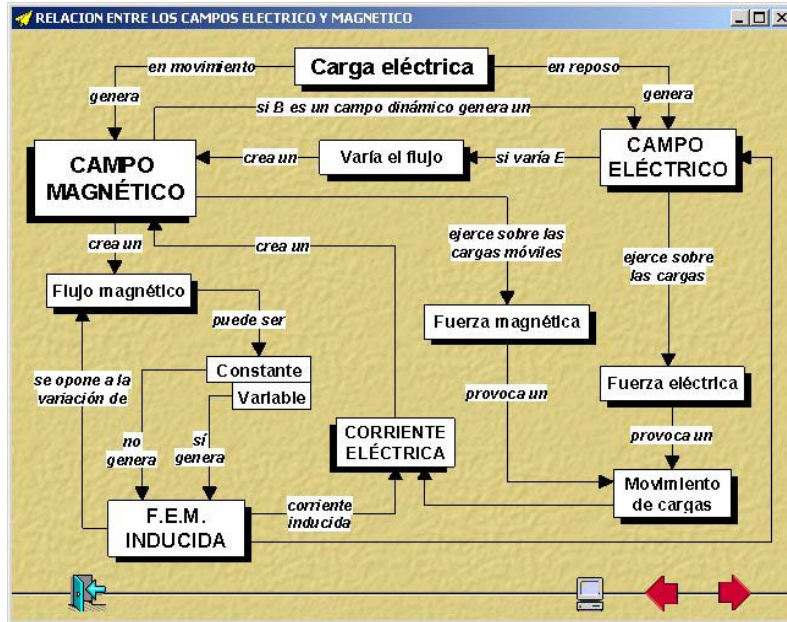 RELACION ENTRE LOS CAMPOS ELECTRICO Y MAGNETICO
Carga eléctrica
en movimiento
en reposo
genera
genera
si B es un campo dinámico genera un
CAMPO
MAGNÉTICO
crea un
Varía el flujo
si varía E
CAMPO
ELÉCTRICO
crea un
crea un
ejerce sobre las
cargas móviles
ejerce sobre
las cargas
Flujo magnético
puede ser
Fuerza magnética
Constante
Variable
se opone a la
variación de
provoca un
Fuerza eléctrica
no
genera
sí
genera
CORRIENTE
ELÉCTRICA
provoca un
Movimiento
de cargas
F.E.M.
INDUCIDA
corriente
inducida